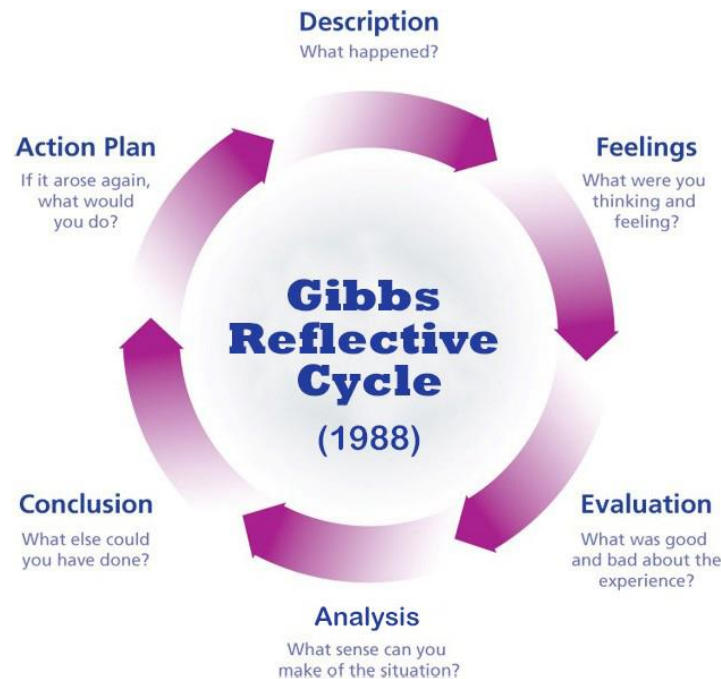 Description
What happened?
Feelings
What were you
thinking and
feeling?
Evaluation
What was good
and bad about the
experience?
Analysis
What sense can you
make of the situation?
Conclusion
What else could
you have done?
Action Plan
If it arose again,
what would
you do?
Gibbs
Reflective
Cycle
(1988)